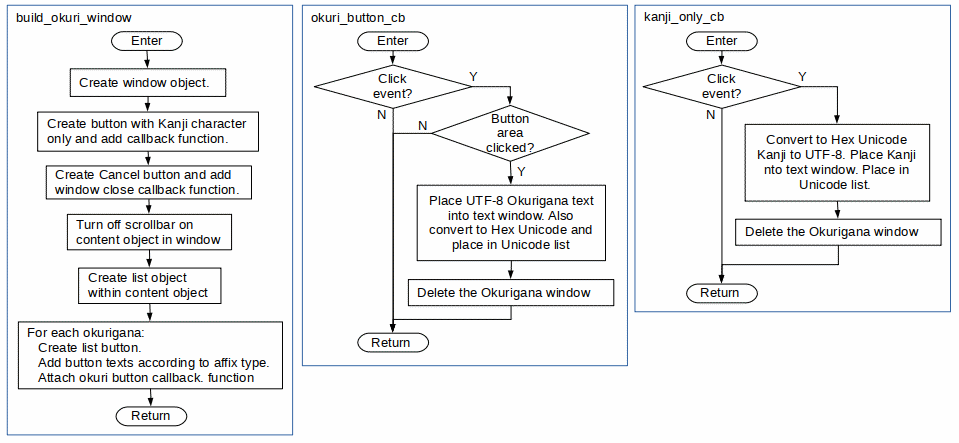 build_okuri_window
Enter
Create window object.
Create button with Kanji character
only and add callback function.
Create Cancel button and add
window close callback function.
Turn off scrollbar on
content object in window
Create list object
within content object
For each okurigana:
Create list button.
Add button texts according to affix type.
Attach okuri button callback. function
Return
okuri_button_cb
Enter
Click
event?
Y
N
Button
area
clicked?
N
Y
Place UTF-8 Okurigana text
into text window. Also
convert to Hex Unicode and
place in Unicode list
Delete the Okurigana window
Return
kanji_only_cb
Enter
Click
event?
Y
N
Convert to Hex Unicode
Kanji to UTF-8. Place Kanji
nto text window. Place in
Unicode list.
Delete the Okurigana window
Return